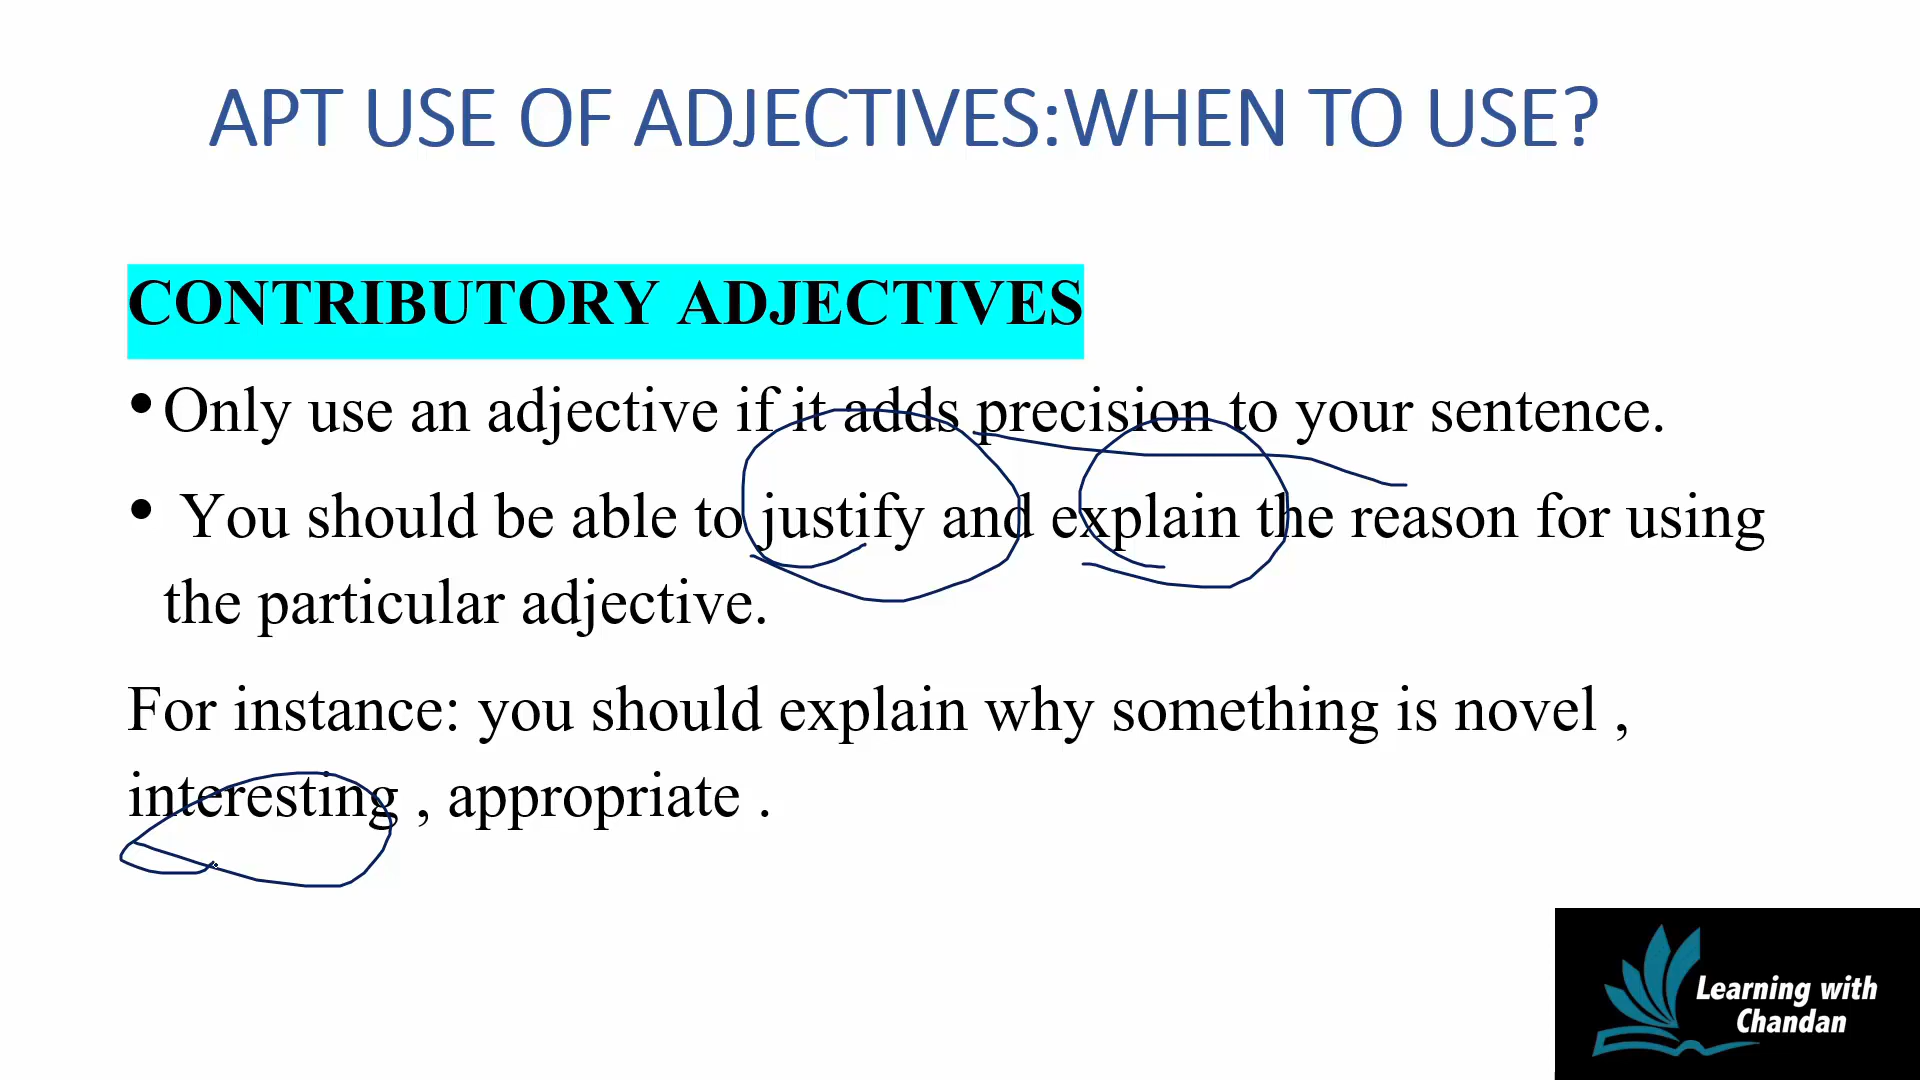 APT USE OF ADJECTIVES:WHEN TO USE?
CONTRIBUTORY ADJECTIVES
•Only use an adjective if it adds precision to your sentence.
• You should be able to justify and explain the reason for using
the particular adjective.
For instance: you should explain why something is novel ,
interesting , appropriate .
Learning with
Chandan